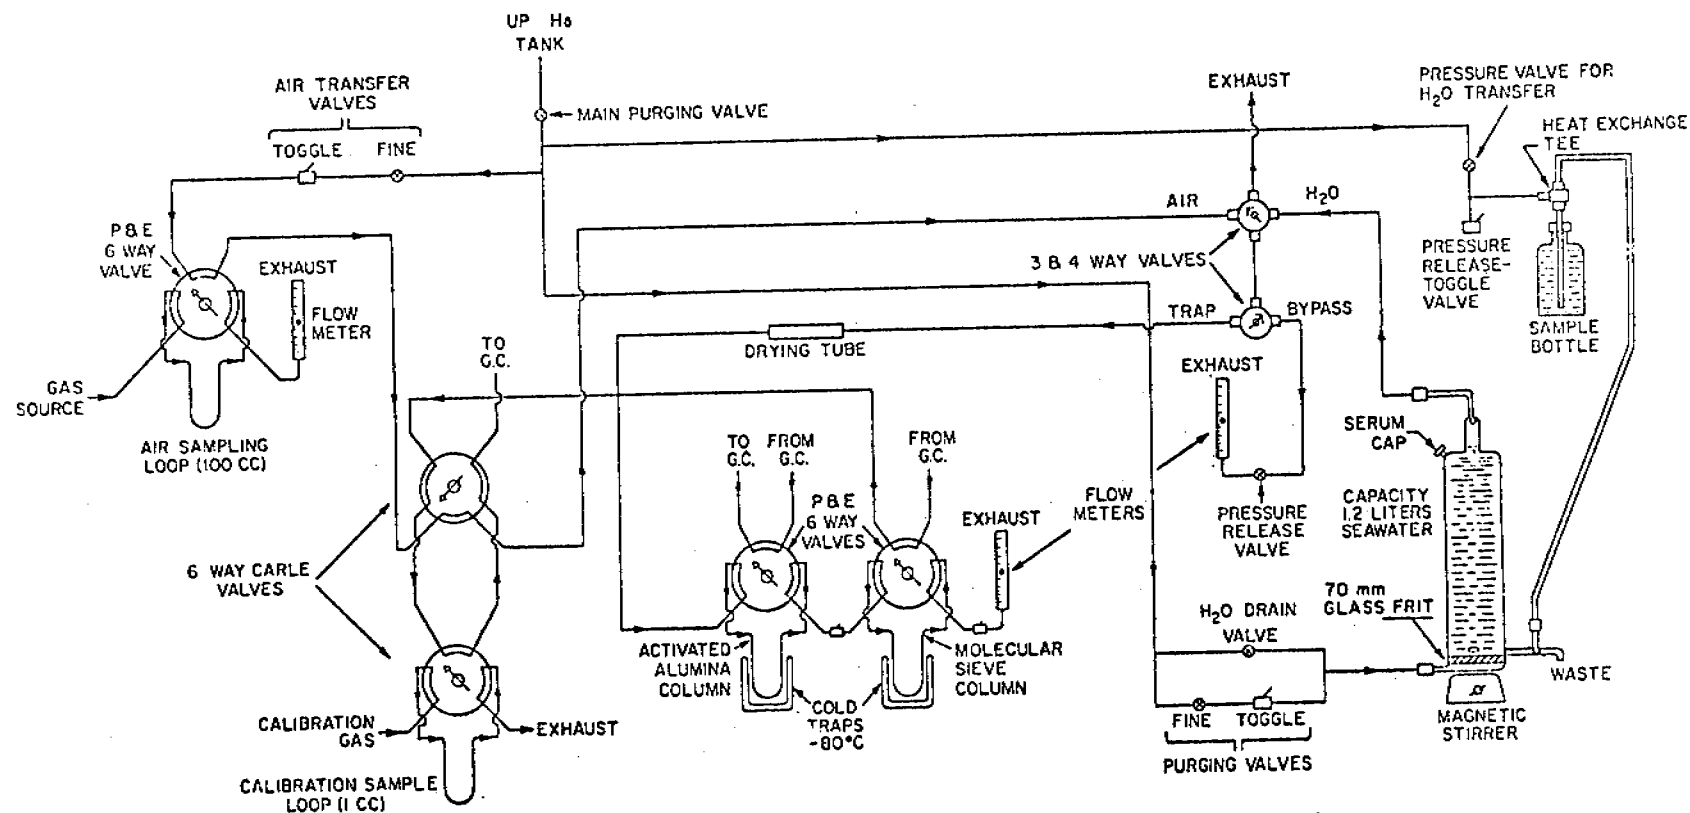 UP He
TANK
MAIN PURGING VALVE
AIR TRANSFER
VALVES
TOGGLE FINE
P&E
6 WAY
VALVE
EXHAUST
FLOW
METER
GAS
SOURCE
AIR SAMPLING
LOOP (100 CC)
TO
G.C.
6 WAY CARLE
VALVES
CALIBRATION
GAS
EXHAUST
CALIBRATION SAMPLE
LOOP (1 CC)
EXHAUST
AIR
H2O
3 & 4 WAY VALVES
TRAP
BYPASS
DRYING TUBE
EXHAUST
TO
G.C.
FROM
G.C.
FROM
G.C.
P&E
6 WAY
VALVES
EXHAUST
FLOW
METERS
PRESSURE
RELEASE
VALVE
ACTIVATED
ALUMINA
COLUMN
MOLECULAR
SIEVE
COLUMN
COLD
TRAPS
-80°C
PRESSURE VALVE FOR
H2O TRANSFER
HEAT EXCHANGE
TEE
PRESSURE
RELEASE-
TOGGLE
VALVE
SAMPLE
BOTTLE
SERUM
CAP
CAPACITY
1.2 LITERS
SEAWATER
70 mm
GLASS FRIT
H2O DRAIN
VALVE
FINE TOGGLE
PURGING VALVES
WASTE
MAGNETIC
STIRRER